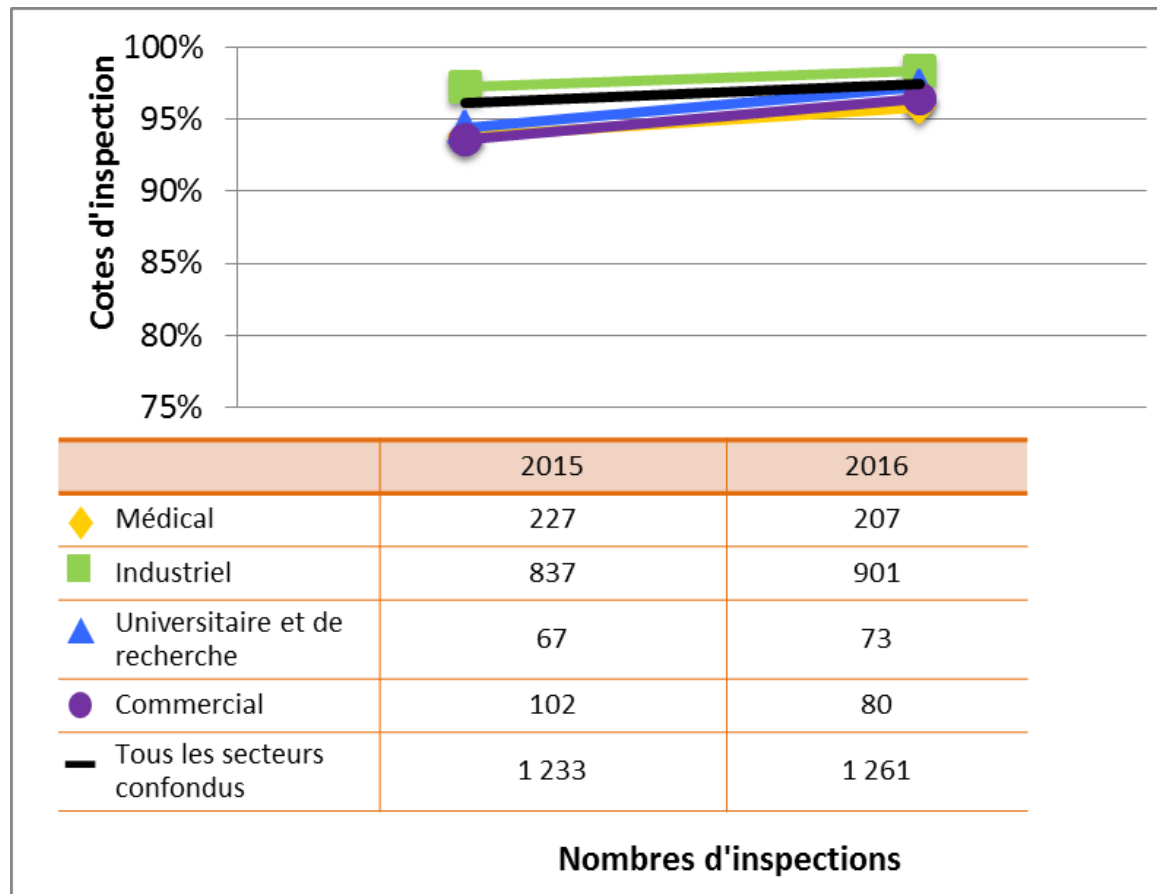 100%
95%
90%
85%
80%
75%
Cotes d'inspection
2015 2016
Médical 227 207
Industriel 837 901
Universitaire et de
recherche 67 73
Commercial 102 80
Tous les secteurs
confondus 1 233 1 261
Nombres d'inspections